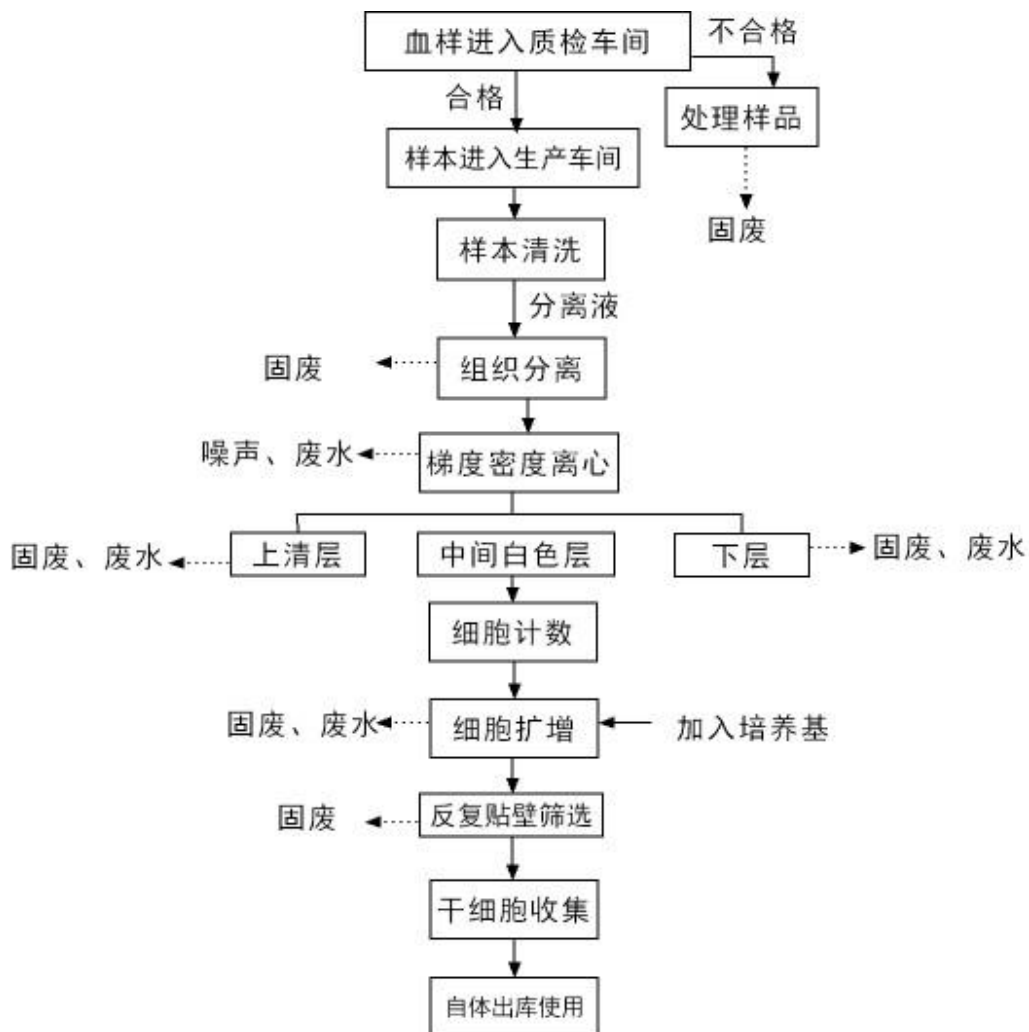 血样进入质检车间
不合格
合格
处理样品
样本进入生产车间
固废
样本清洗
分离液
固废
组织分离
噪声、废水
梯度密度离心
固废、废水
上清层
中间白色层
下层
固废、废水
细胞计数
固废、废水
细胞扩增
加入培养基
固废
反复贴壁筛选
干细胞收集
自体出库使用